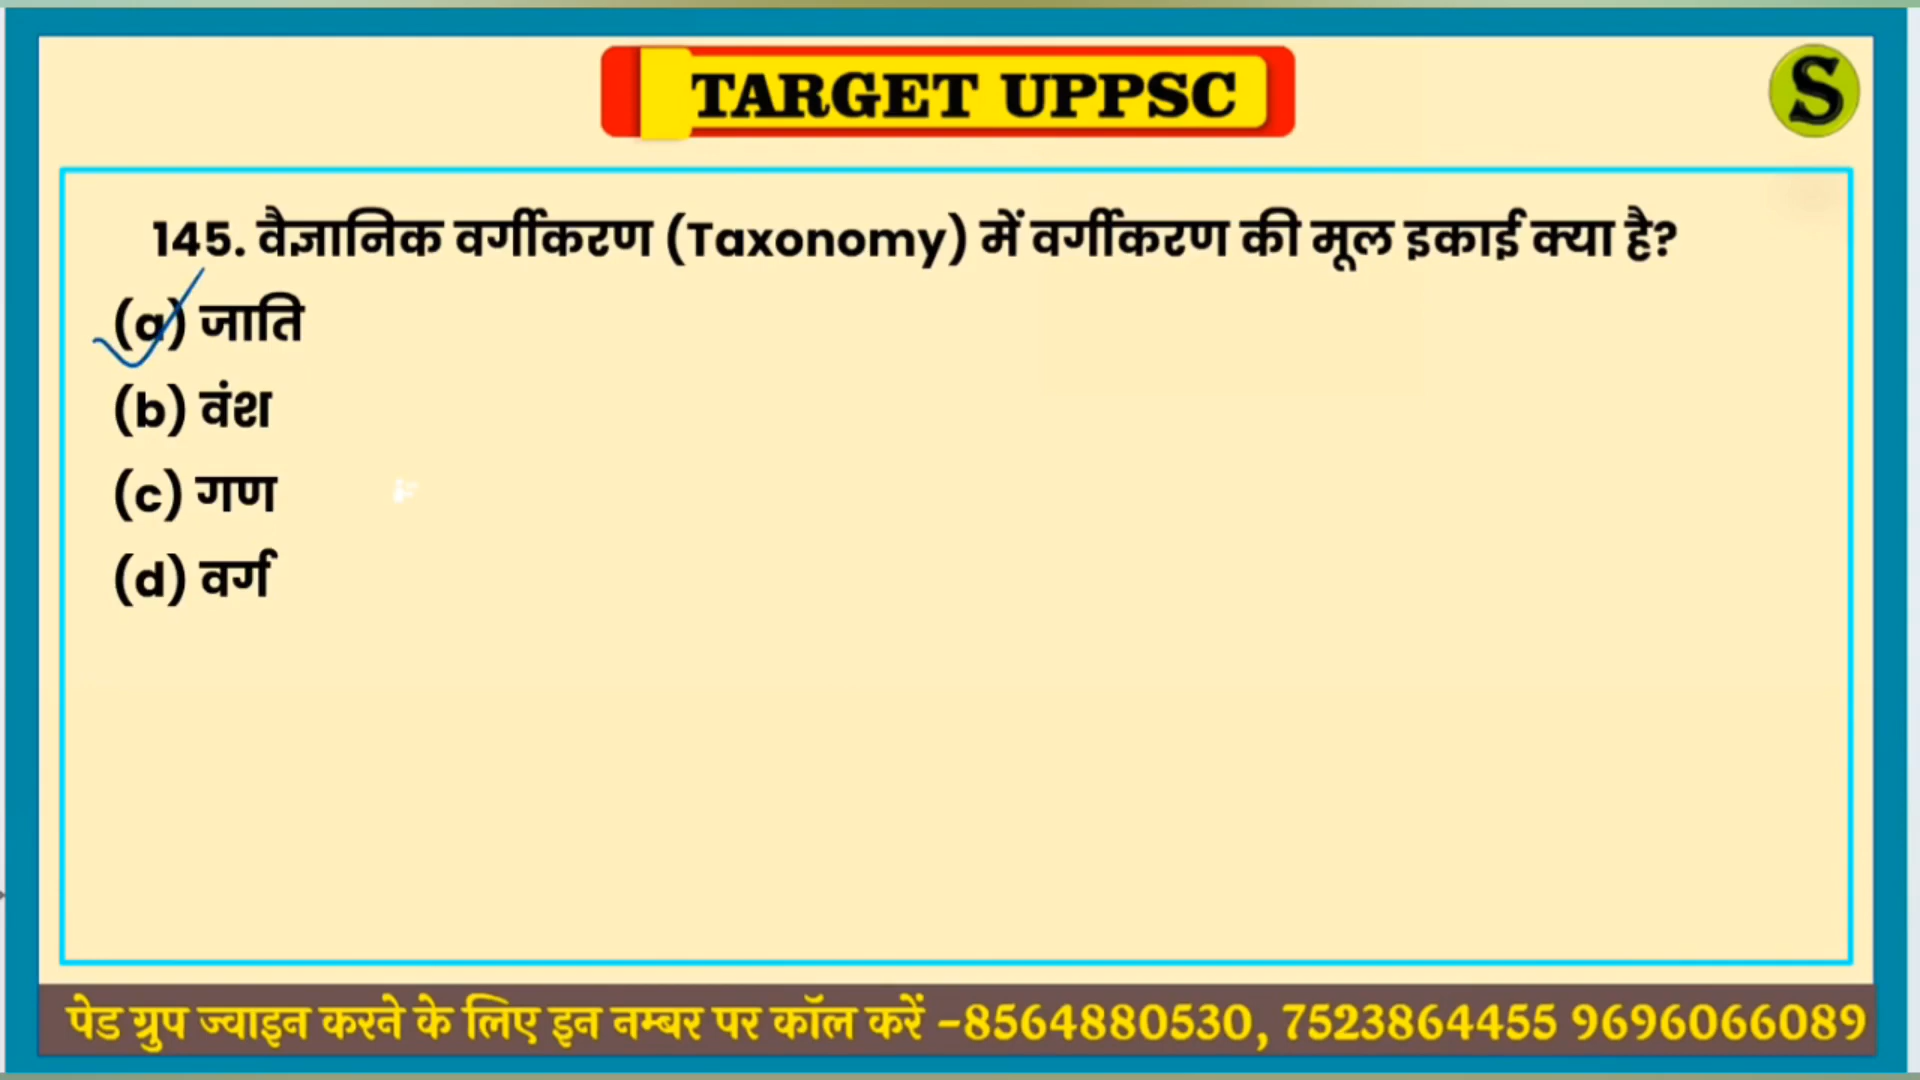 TARGET UPPSC
S
145. वैज्ञानिक वर्गीकरण (Taxonomy) में वर्गीकरण की मूल इकाई क्या है?
(a) जाति
(b) वंश
(c) गण
(d) वर्ग
पेड ग्रुप ज्वाइन करने के लिए इन नम्बर पर कॉल करें -8564880530, 7523864455 9696066089